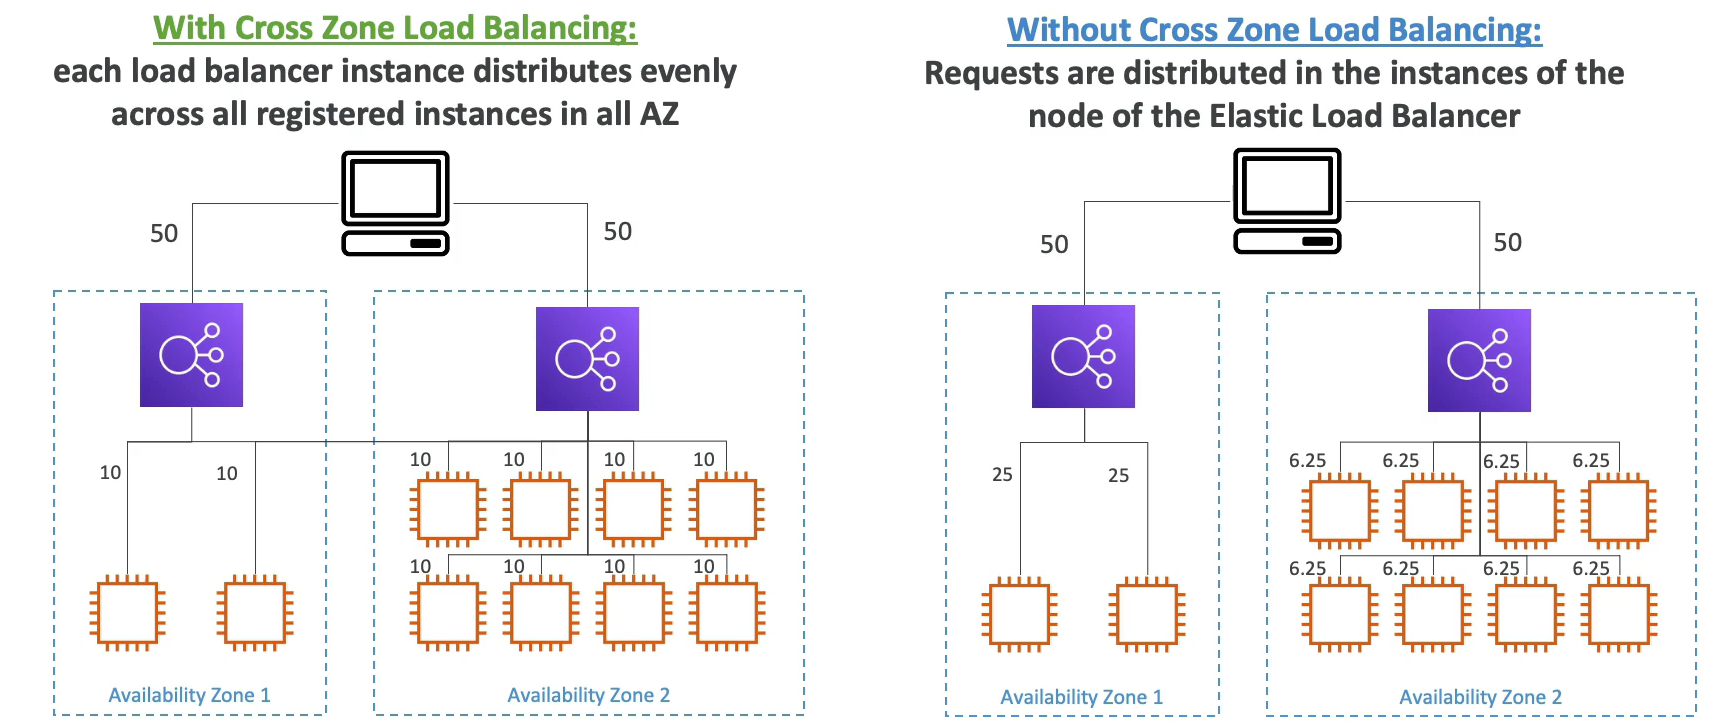 With Cross Zone Load Balancing:
each load balancer instance distributes evenly
across all registered instances in all AZ
50
50
10
10
10
10
10
10
10
10
10
10
Availability Zone 1
Availability Zone 2
Without Cross Zone Load Balancing:
Requests are distributed in the instances of the
node of the Elastic Load Balancer
50
50
25
25
6.25
6.25
6.25
6.25
6.25
6.25
6.25
6.25
Availability Zone 1
Availability Zone 2